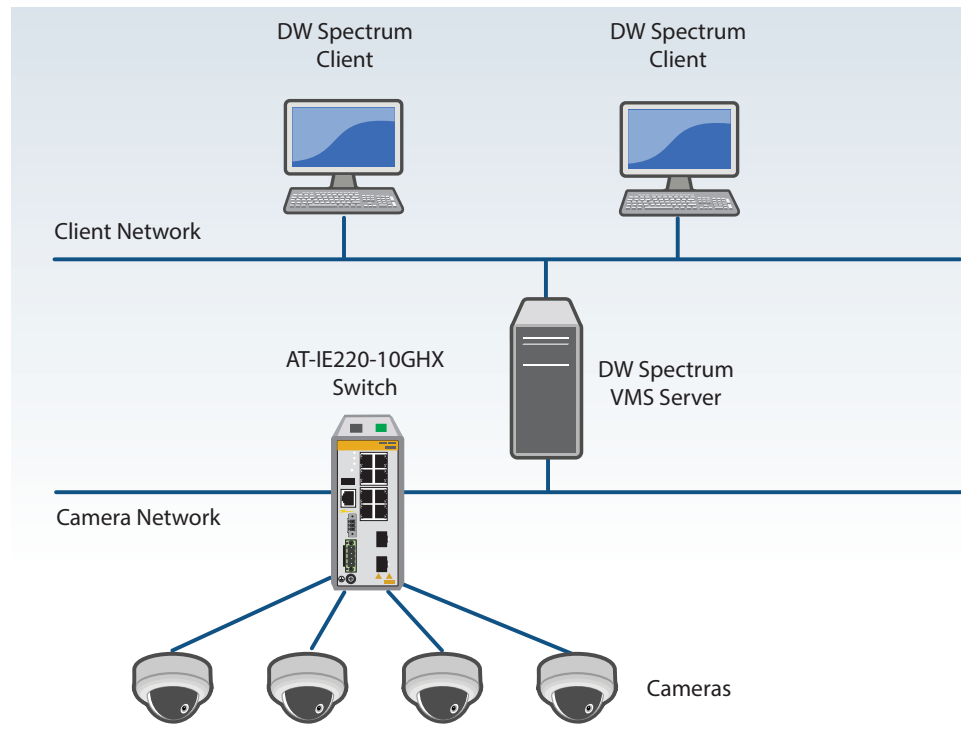 DW Spectrum
Client
DW Spectrum
Client
Client Network
AT-IE220-10GHX
Switch
DW Spectrum
VMS Server
Camera Network
Cameras